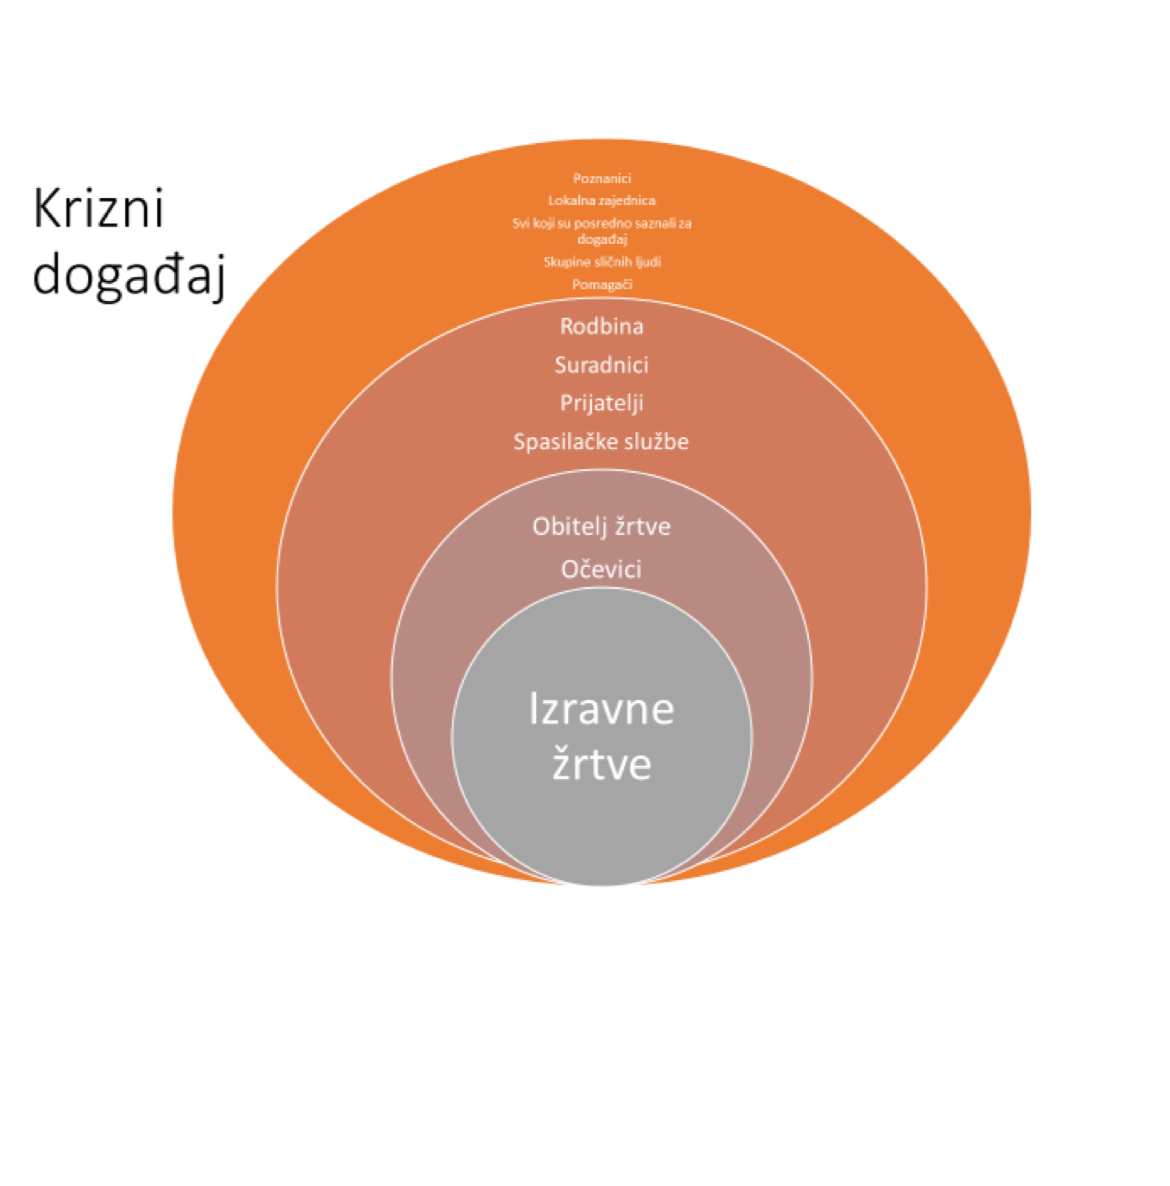 Krizni
događaj
Poznanici
Lokalna zajednica
Svi koji su posredno saznali za
događaj
Skupine sličnih ljudi
Pomagači
Rodbina
Suradnici
Prijatelji
Spasilačke službe
Obitelj žrtve
Očevici
Izravne
žrtve